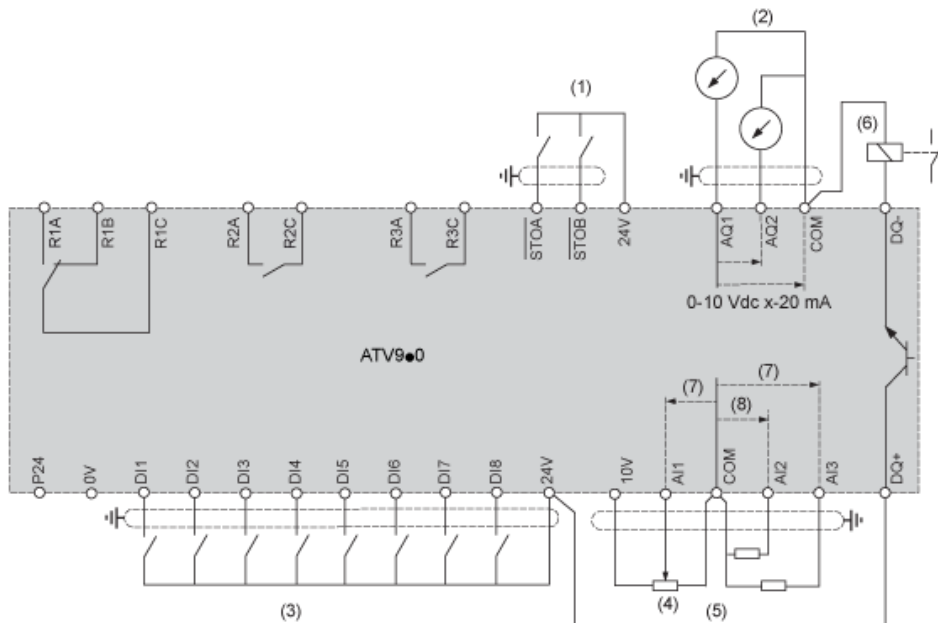 (2)
(1)
(6)
R1A R1B R1C R2A R2C R3A R3C STOA STOB 24V AQ1 AQ2 COM DQ-
0-10 Vdc x-20 mA
ATV9●0
(7) (7)
(8)
P24 0V DI1 DI2 DI3 DI4 DI5 DI6 DI7 DI8 24V 10V AI1 COM AI2 AI3 DQ+
(3) (4) (5)